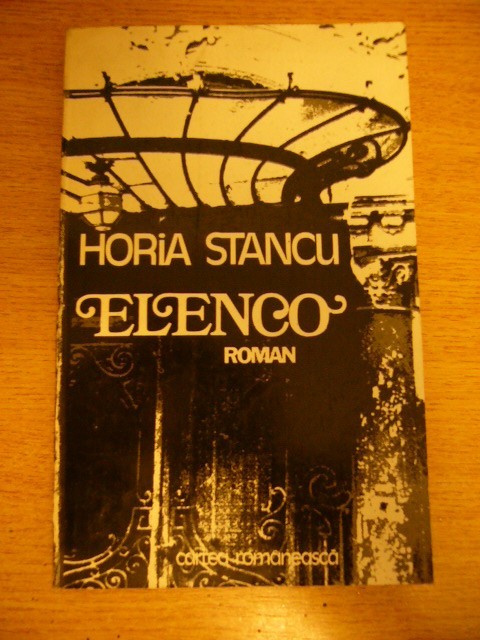 HORiA STANCU
ELENCO
ROMAN
cartea românească